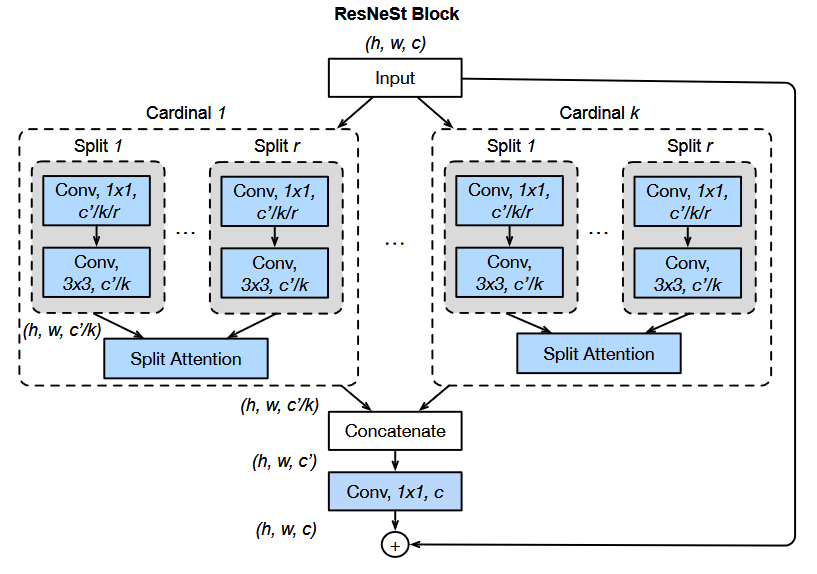 ResNeSt Block
(h, w, c)
Input
Cardinal 1
Cardinal k
Split 1
Split r
Split 1
Split r
Conv, 1x1,
c'/k/r
Conv, 1x1,
c'/k/r
Conv, 1x1,
c'/k/r
Conv, 1x1,
c'/k/r
...
...
...
Conv,
3x3, c'/k
Conv,
3x3, c'/k
Conv,
3x3, c'/k
Conv,
3x3, c'/k
(h, w, c'/k)
Split Attention
Split Attention
(h, w, c'/k)
Concatenate
(h, w, c')
Conv, 1x1, c
(h, w, c)
+